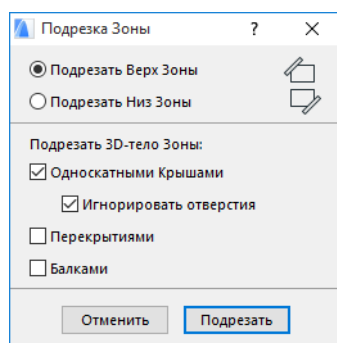 Подрезка Зоны
?
Подрезать Верх Зоны
Подрезать Низ Зоны
Подрезать 3D-тело Зоны:
Односкатными Крышами
Игнорировать отверстия
Перекрытиями
Балками
Отменить
Подрезать